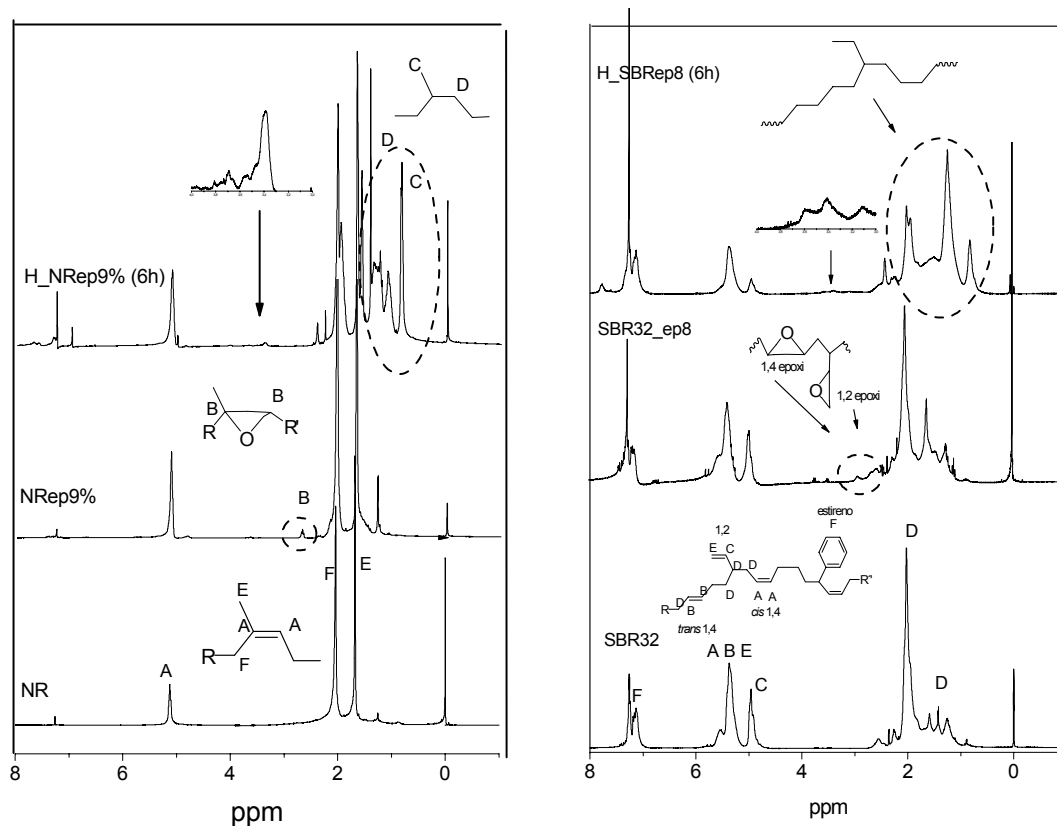 C
D
D
C
H_NRep9% (6h)
B
B
R
O
R'
NRep9%
B
F
E
E
A
A
R
F
A
NR
8
6
4
2
0
ppm
H_SBRep8 (6h)
SBR32_ep8
O
1,4 epoxi
O
1,2 epoxi
estireno
F
1,2
E
C
D
D
D
R
D
B
B
A
A
cis 1,4
trans 1,4
R''
D
SBR32
A B E
F
C
D
8
6
4
2
0
ppm